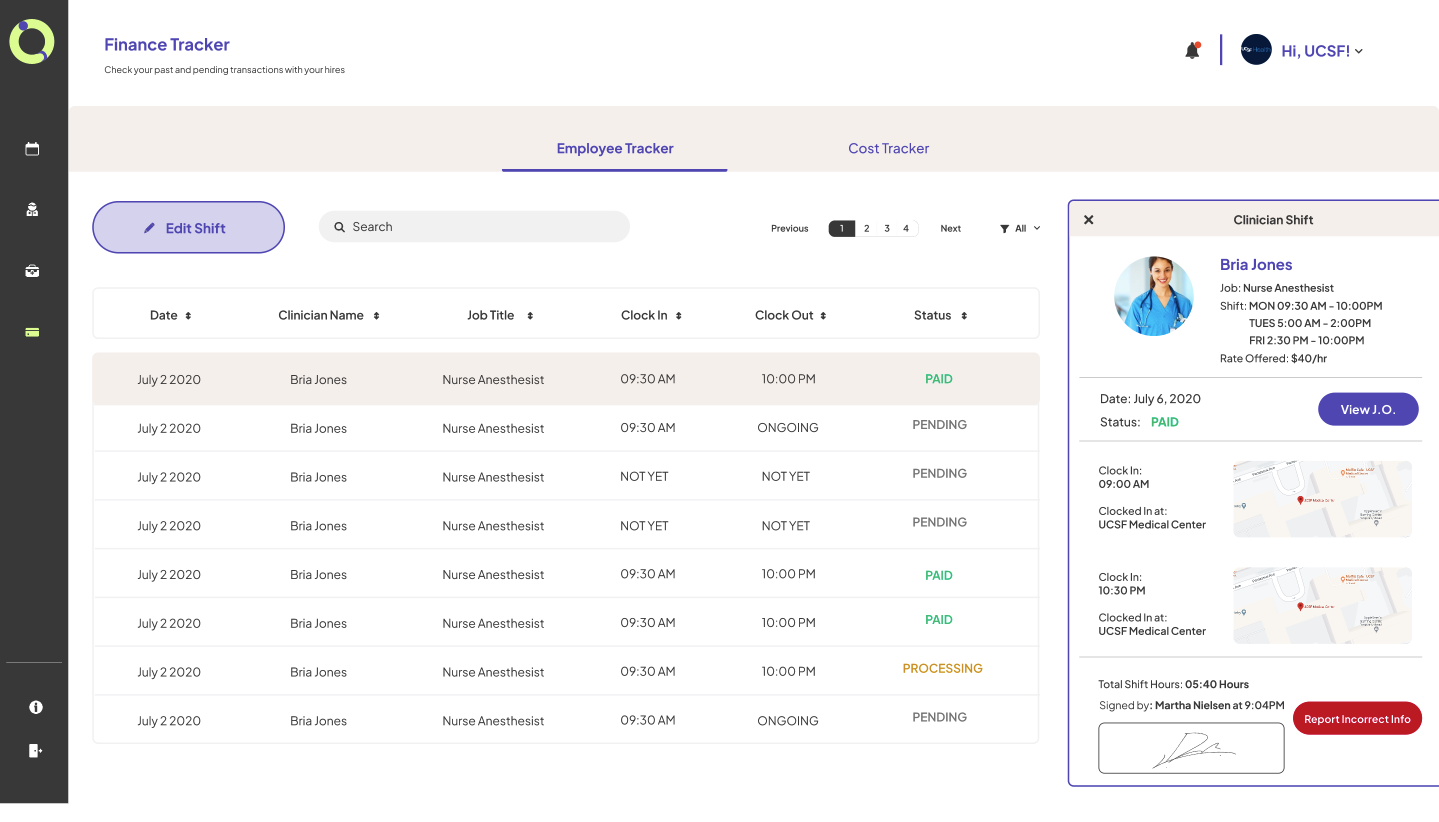 Finance Tracker
Check your past and pending transactions with your hires
Hi, UCSF!
Employee Tracker
Cost Tracker
Edit Shift
Search
Previous 1 2 3 4 Next All
Date Clinician Name Job Title Clock In Clock Out Status
July 2 2020 Bria Jones Nurse Anesthesist 09:30 AM 10:00 PM PAID
July 2 2020 Bria Jones Nurse Anesthesist 09:30 AM ONGOING PENDING
July 2 2020 Bria Jones Nurse Anesthesist NOT YET NOT YET PENDING
July 2 2020 Bria Jones Nurse Anesthesist NOT YET NOT YET PENDING
July 2 2020 Bria Jones Nurse Anesthesist 09:30 AM 10:00 PM PAID
July 2 2020 Bria Jones Nurse Anesthesist 09:30 AM 10:00 PM PAID
July 2 2020 Bria Jones Nurse Anesthesist 09:30 AM 10:00 PM PROCESSING
July 2 2020 Bria Jones Nurse Anesthesist 09:30 AM ONGOING PENDING
Clinician Shift
Bria Jones
Job: Nurse Anesthesist
Shift: MON 09:30 AM - 10:00PM
TUES 5:00 AM - 2:00PM
FRI 2:30 PM - 10:00PM
Rate Offered: $40/hr
Date: July 6, 2020
Status: PAID
View J.O.
Clock In:
09:00 AM
Clocked In at:
UCSF Medical Center
UCSF Medical Center
Clock In:
10:30 PM
Clocked In at:
UCSF Medical Center
UCSF Medical Center
Total Shift Hours: 05:40 Hours
Signed by: Martha Nielsen at 9:04PM
Report Incorrect Info